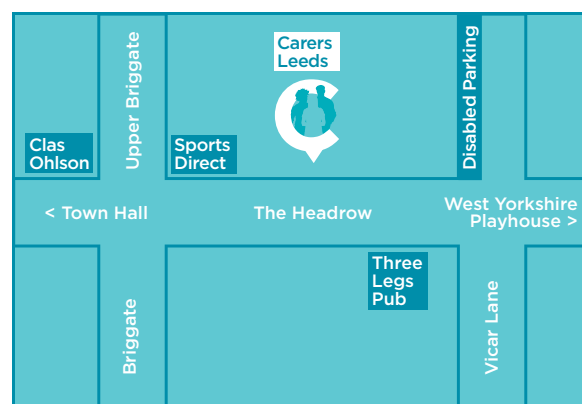 Carers
Leeds
Upper Briggate
Disabled Parking
Clas
Ohlson
Sports
Direct
< Town Hall
The Headrow
West Yorkshire
Playhouse >
Three
Legs
Pub
Briggate
Vicar Lane